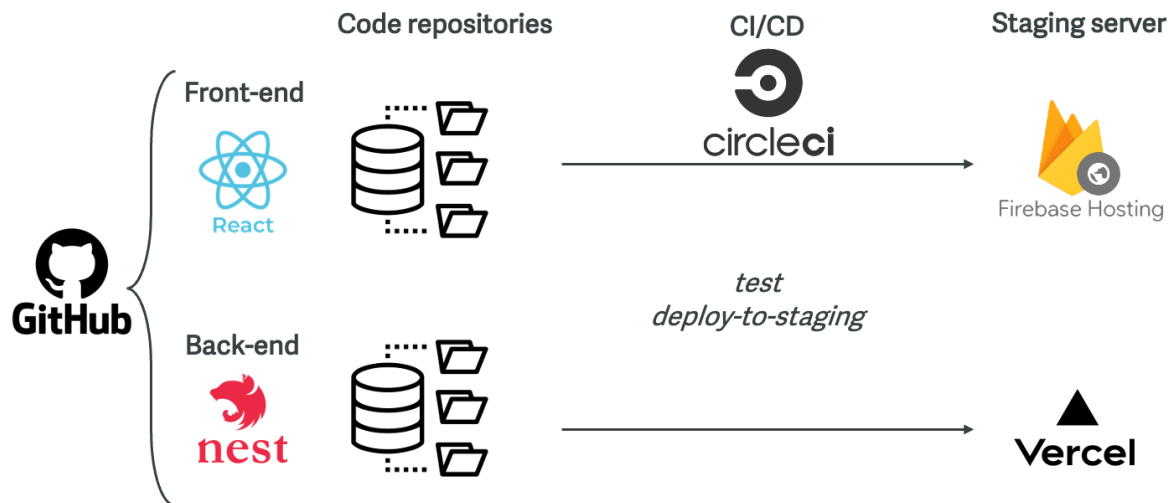 Code repositories
CI/CD
Staging server
Front-end
React
circleci
Firebase Hosting
GitHub
test
deploy-to-staging
Back-end
nest
Vercel